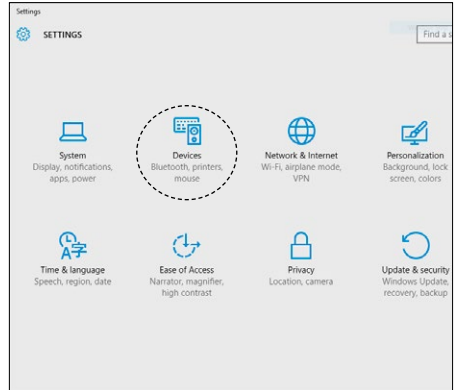 Settings
SETTINGS
Find a
System
Display, notifications,
apps, power
Devices
Bluetooth, printers,
mouse
Network & Internet
Wi-Fi, airplane mode,
VPN
Personalization
Background, lock
screen, colors
Time & language
Speech, region, date
Ease of Access
Narrator, magnifier,
high contrast
Privacy
Location, camera
Update & security
Windows Update,
recovery, backup